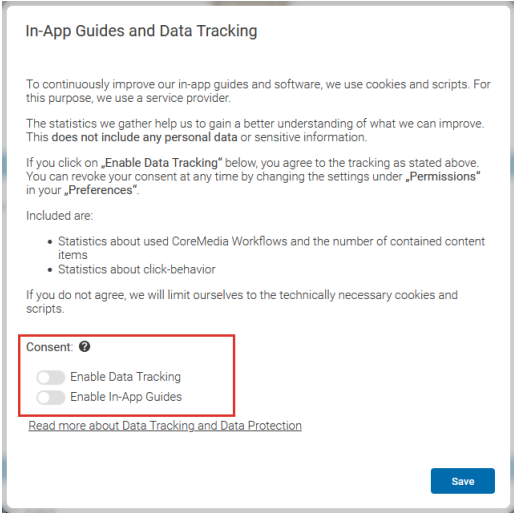 In-App Guides and Data Tracking
To continuously improve our in-app guides and software, we use cookies and scripts. For
this purpose, we use a service provider.
The statistics we gather help us to gain a better understanding of what we can improve.
This does not include any personal data or sensitive information.
If you click on „Enable Data Tracking“ below, you agree to the tracking as stated above.
You can revoke your consent at any time by changing the settings under „Permissions“
in your „Preferences“.
Included are:
• Statistics about used CoreMedia Workflows and the number of contained content
items
• Statistics about click-behavior
If you do not agree, we will limit ourselves to the technically necessary cookies and
scripts.
Consent: ?
Enable Data Tracking
Enable In-App Guides
Read more about Data Tracking and Data Protection
Save